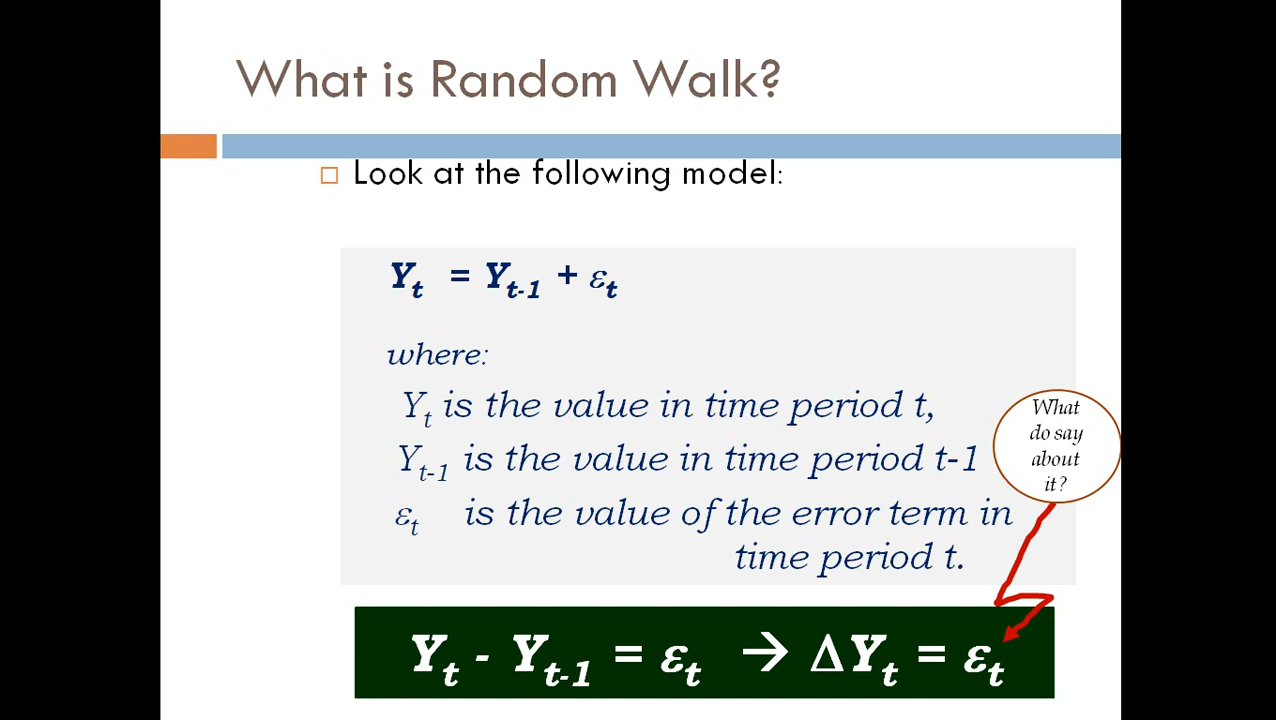 What is Random Walk?
Look at the following model:
Yt = Yt-1 + εt
where:
Yt is the value in time period t,
Yt-1 is the value in time period t-1
εt is the value of the error term in
time period t.
What
do say
about
it?
Yt - Yt-1 = εt → ΔYt = εt